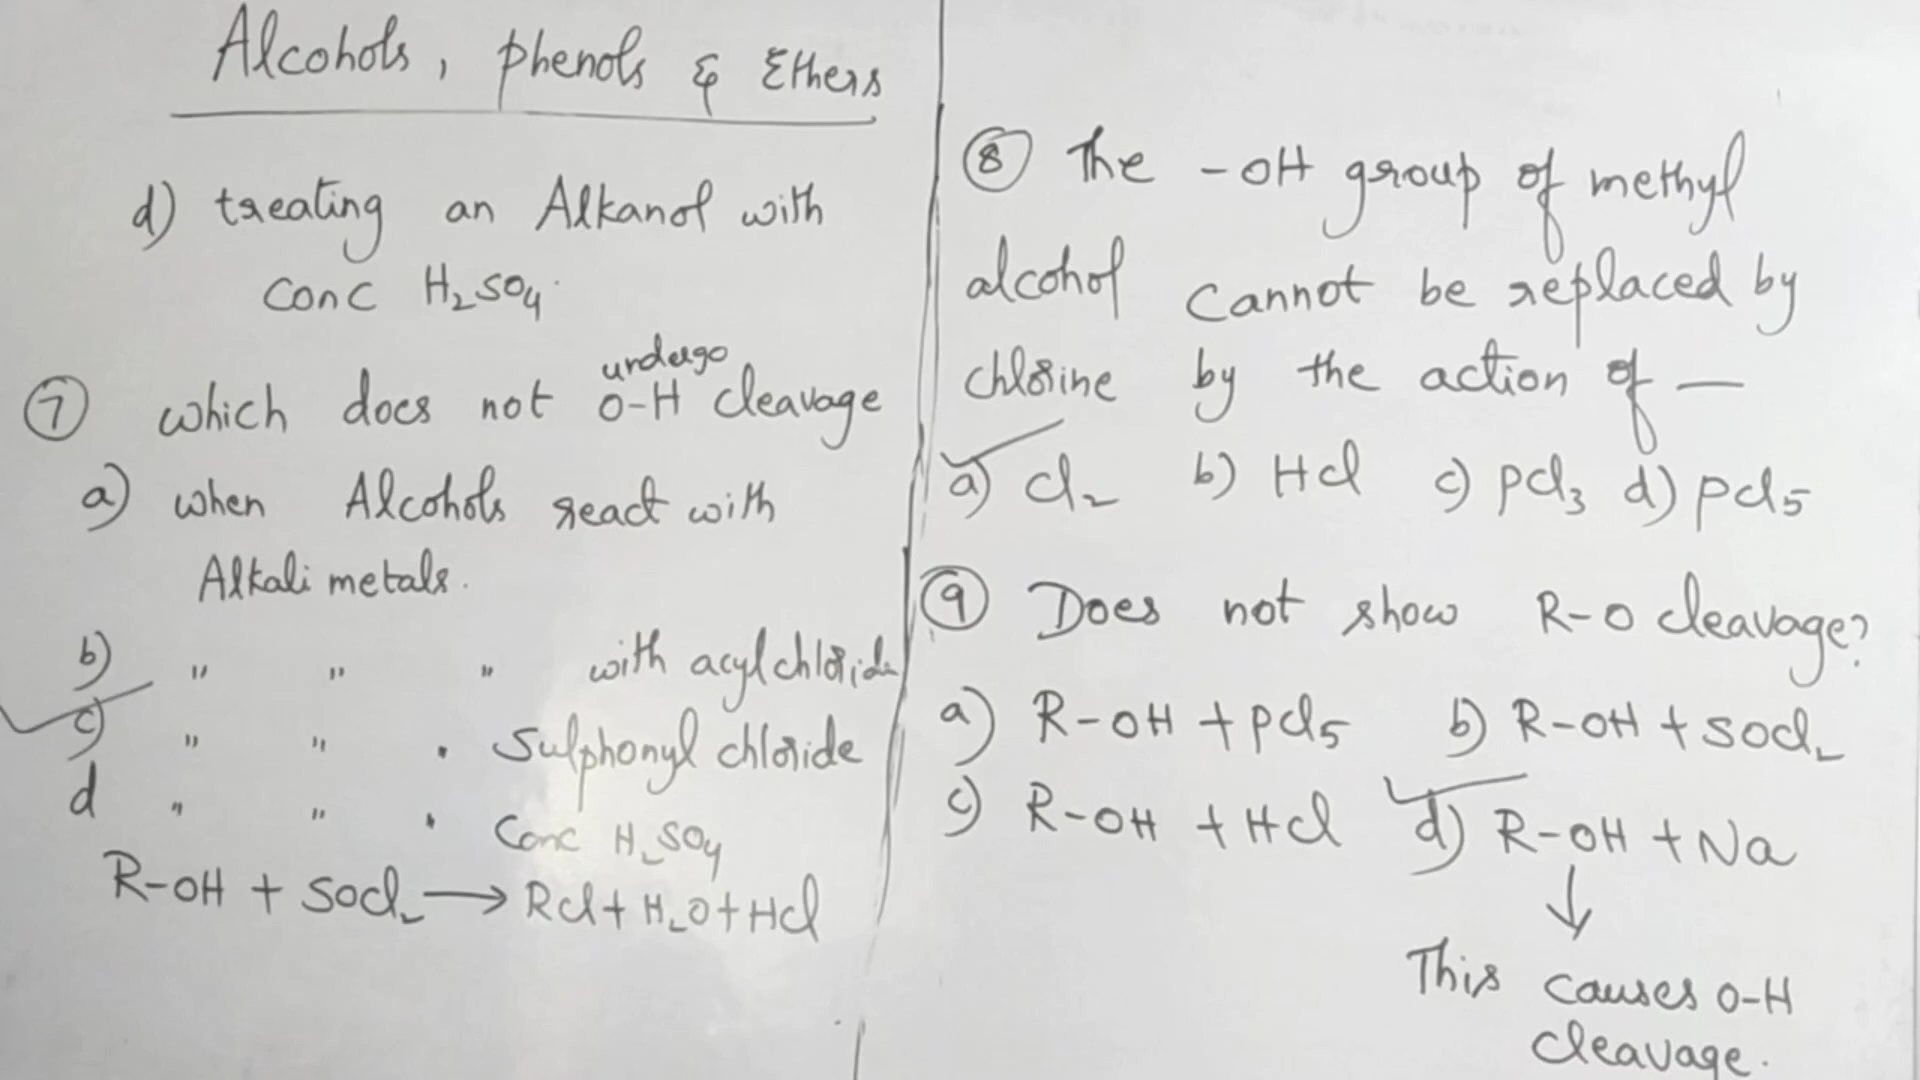 Alcohols, phenols & Ethers
d) treating an Alkanol with
conc H₂SO₄.
undergo
⑦ which does not O-H cleavage
a) when Alcohols react with
Alkali metals.
b) " " " with acylchloride
c) " " . Sulphonyl chloride
d " " . Conc H₂SO₄
R-OH + SOCl₂ → RCl + H₂O + HCl
⑧ The -OH group of methyl
alcohol cannot be replaced by
chlorine by the action of —
a) Cl₂ b) HCl c) PCl₃ d) PCl₅
⑨ Does not show R-O cleavage?
a) R-OH + PCl₅ b) R-OH + SOCl₂
c) R-OH + HCl d) R-OH + Na
↓
This causes O-H
cleavage.